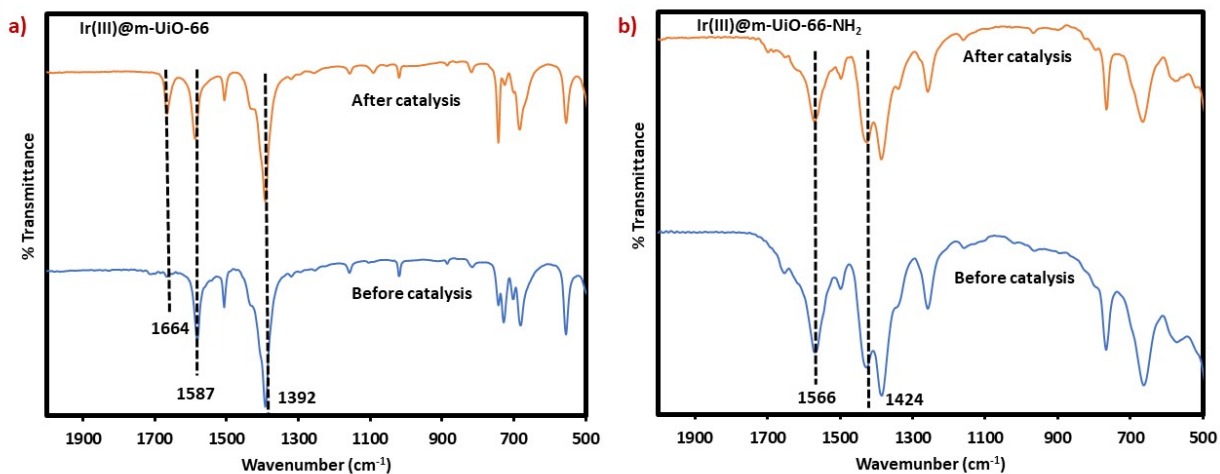 a)
Ir(III)@m-UiO-66
After catalysis
Before catalysis
1664
1587
1392
% Transmittance
1900 1700 1500 1300 1100 900 700 500
Wavenumber (cm-1)
b)
Ir(III)@m-UiO-66-NH2
After catalysis
Before catalysis
1566
1424
% Transmittance
1900 1700 1500 1300 1100 900 700 500
Wavemunber (cm-1)